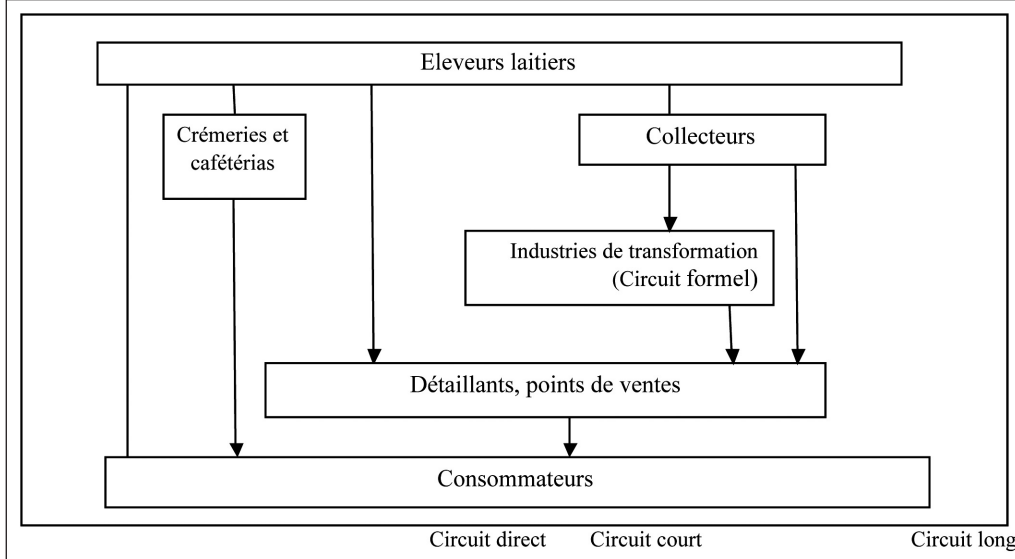 Eleveurs laitiers
Crémeries et
cafétérias
Collecteurs
Industries de transformation
(Circuit formel)
Détaillants, points de ventes
Consommateurs
Circuit direct Circuit court Circuit long